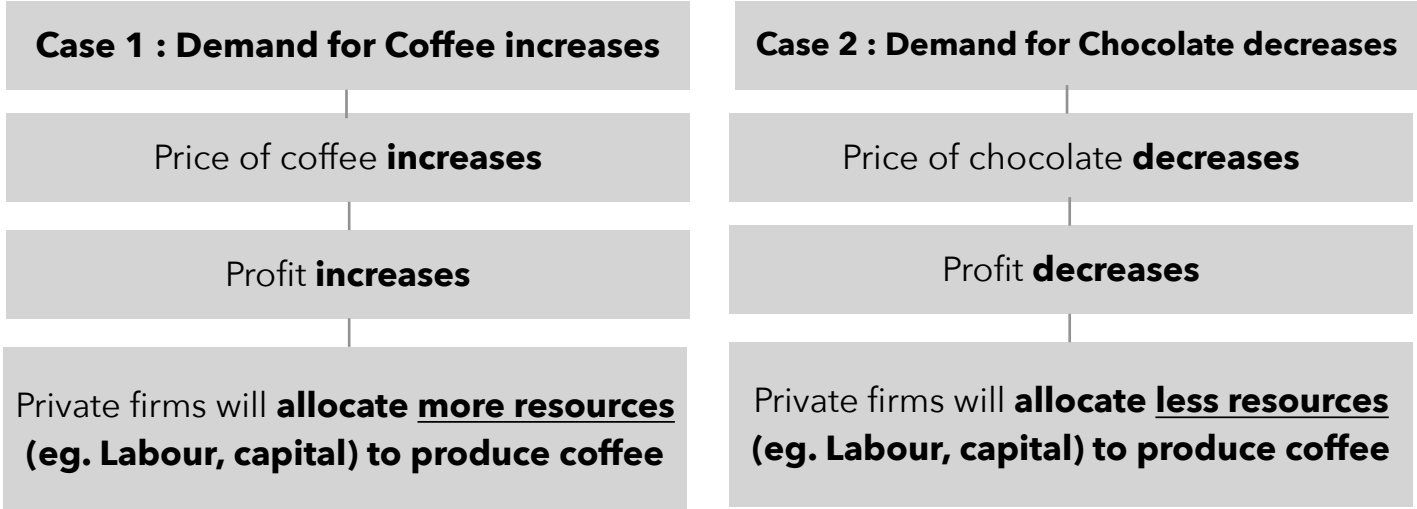 Case 1 : Demand for Coffee increases
Price of coffee increases
Profit increases
Private firms will allocate more resources
(eg. Labour, capital) to produce coffee
Case 2 : Demand for Chocolate decreases
Price of chocolate decreases
Profit decreases
Private firms will allocate less resources
(eg. Labour, capital) to produce coffee